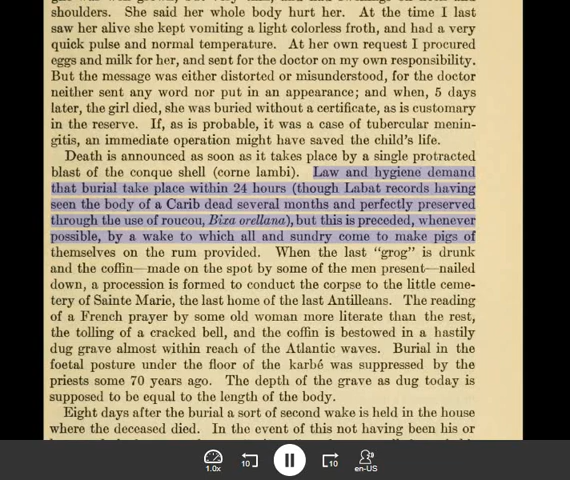 shoulders. She said her whole body hurt her. At the time I last
saw her alive she kept vomiting a light colorless froth, and had a very
quick pulse and normal temperature. At her own request I procured
eggs and milk for her, and sent for the doctor on my own responsibility.
But the message was either distorted or misunderstood, for the doctor
neither sent any word nor put in an appearance; and when, 5 days
later, the girl died, she was buried without a certificate, as is customary
in the reserve. If, as is probable, it was a case of tubercular menin-
gitis, an immediate operation might have saved the child's life.
Death is announced as soon as it takes place by a single protracted
blast of the conque shell (corne lambi). Law and hygiene demand
that burial take place within 24 hours (though Labat records having
seen the body of a Carib dead several months and perfectly preserved
through the use of roucou, Bixa orellana), but this is preceded, whenever
possible, by a wake to which all and sundry come to make pigs of
themselves on the rum provided. When the last "grog" is drunk
and the coffin—made on the spot by some of the men present—nailed
down, a procession is formed to conduct the corpse to the little ceme-
tery of Sainte Marie, the last home of the last Antilleans. The reading
of a French prayer by some old woman more literate than the rest,
the tolling of a cracked bell, and the coffin is bestowed in a hastily
dug grave almost within reach of the Atlantic waves. Burial in the
foetal posture under the floor of the karbé was suppressed by the
priests some 70 years ago. The depth of the grave as dug today is
supposed to be equal to the length of the body.
Eight days after the burial a sort of second wake is held in the house
where the deceased died. In the event of this not having been his or
1.0x 10 10 en-US